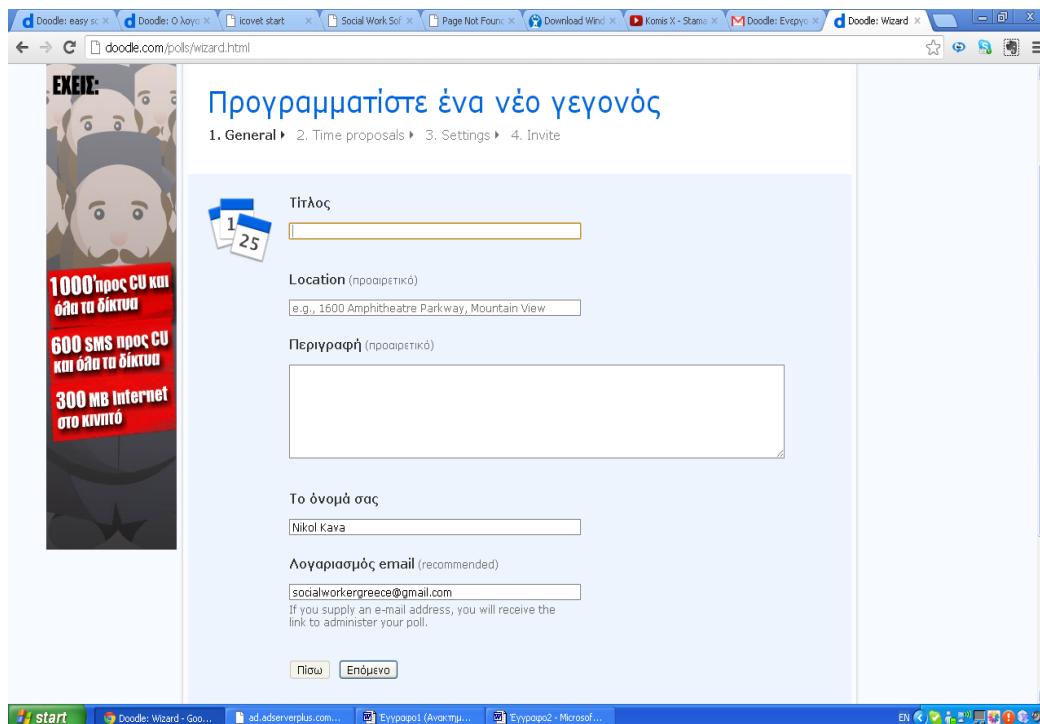 Doodle: easy sc
Doodle: Ο λογα
icovet start
Social Work Sof
Page Not Found
Download Wind
Komis X - Stama
Doodle: Ενεργο
Doodle: Wizard
doodle.com/polls/wizard.html
ΕΧΕΙΣ:
1000' προς CU και
όλα τα δίκτυα
600 SMS προς CU
και όλα τα δίκτυα
300 MB Internet
στο κινητό
Προγραμματίστε ένα νέο γεγονός
1. General 2. Time proposals 3. Settings 4. Invite
1
25
Τίτλος
Location (προαιρετικό)
e.g., 1600 Amphitheatre Parkway, Mountain View
Περιγραφή (προαιρετικό)
Το όνομά σας
Nikol Kava
Λογαριασμός email (recommended)
socialworkergreece@gmail.com
If you supply an e-mail address, you will receive the
link to administer your poll.
Πίσω
Επόμενο
start
Doodle: Wizard - Goo...
ad.adserverplus.com...
Έγγραφο1 (Ανακτημ...
Έγγραφο2 - Microsof...
EN